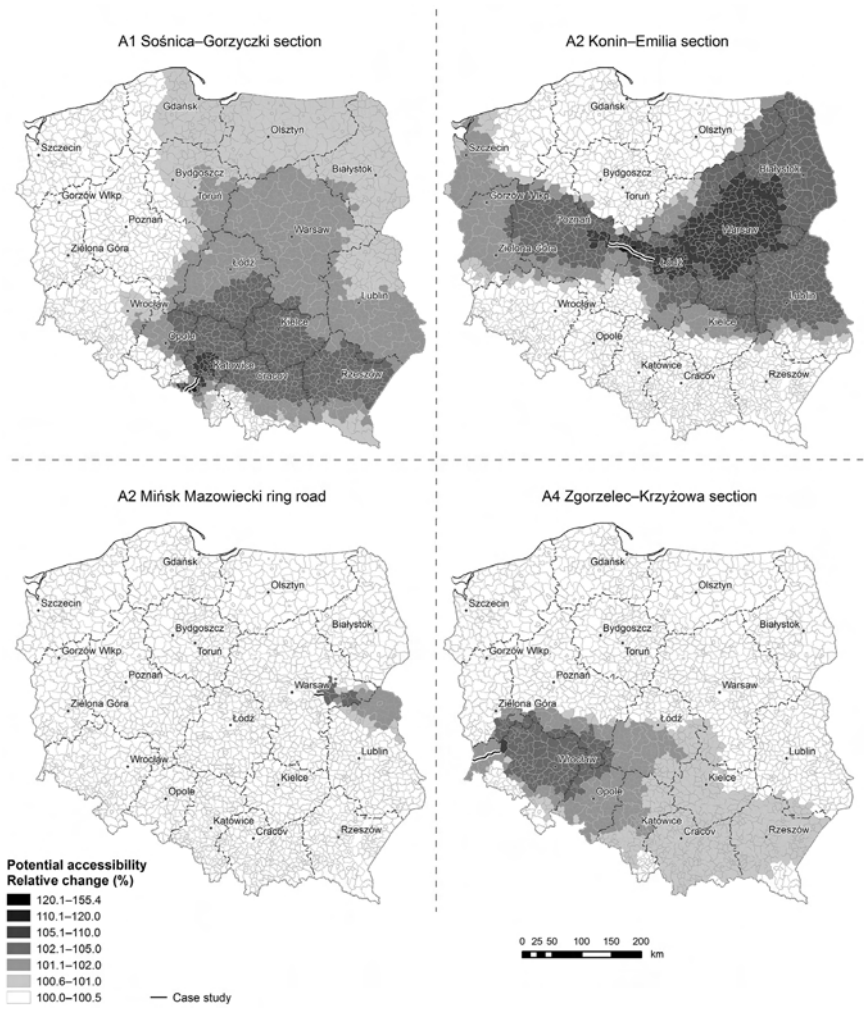 A1 Sośnica–Gorzyczki section
Gdańsk
Olsztyn
Szczecin
Bydgoszcz
Białystok
Toruń
Gorzów Wlkp.
Poznań
Warsaw
Zielona Góra
Łódź
Wrocław
Lublin
Opole
Kielce
Katowice
Cracov
Rzeszów
A2 Konin–Emilia section
Gdańsk
Olsztyn
Szczecin
Bydgoszcz
Białystok
Toruń
Gorzów Wlkp.
Poznań
Warsaw
Zielona Góra
Łódź
Wrocław
Lublin
Opole
Kielce
Katowice
Cracov
Rzeszów
A2 Mińsk Mazowiecki ring road
Gdańsk
Olsztyn
Szczecin
Bydgoszcz
Białystok
Toruń
Gorzów Wlkp.
Poznań
Warsaw
Zielona Góra
Łódź
Wrocław
Lublin
Opole
Kielce
Katowice
Cracov
Rzeszów
A4 Zgorzelec–Krzyżowa section
Gdańsk
Olsztyn
Szczecin
Bydgoszcz
Białystok
Toruń
Gorzów Wlkp.
Poznań
Warsaw
Zielona Góra
Łódź
Wrocław
Lublin
Opole
Kielce
Katowice
Cracov
Rzeszów
Potential accessibility
Relative change (%)
120.1–155.4
110.1–120.0
105.1–110.0
102.1–105.0
101.1–102.0
100.6–101.0
100.0–100.5
Case study
0 25 50 100 150 200
km